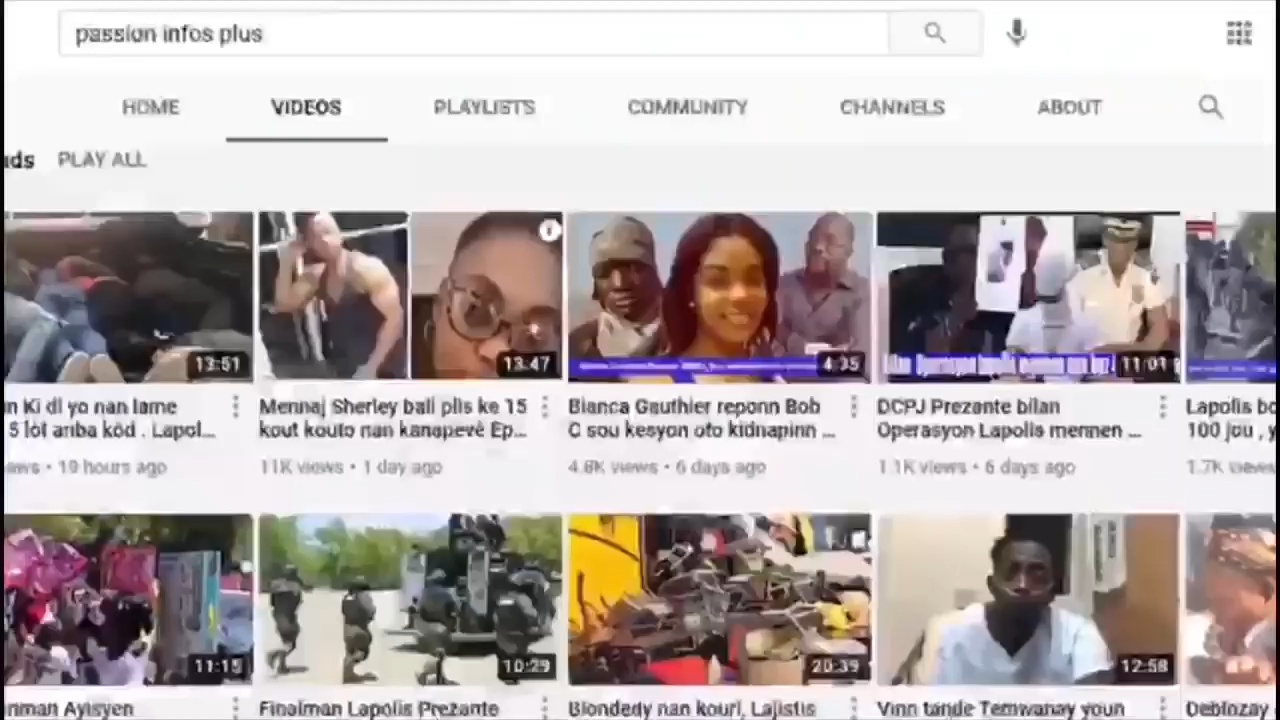 passion infos plus
HOME VIDEOS PLAYLISTS COMMUNITY CHANNELS ABOUT
ads PLAY ALL
13:51
13:47
4:35
11:01
n Ki di yo nan lame
5 lot ariba kòd . Lapol...
ews • 19 hours ago
Mennaj Sherley bali plis ke 15
kout kouto nan kanapevè Ep...
11K views • 1 day ago
Bianca Gauthier reponn Bob
C sou kesyon oto kidnapinn ...
4.8K views • 6 days ago
DCPJ Prezante bilan
Operasyon Lapolis mennen ...
1.1K views • 6 days ago
Lapolis bo
100 jou , y
1.7K views
11:15
10:29
20:39
12:58
nman Ayisyen
Finalman Lapolis Prezante
Blondedy nan kouri, Lajistis
Vinn tande Temwanay youn
Deblozay